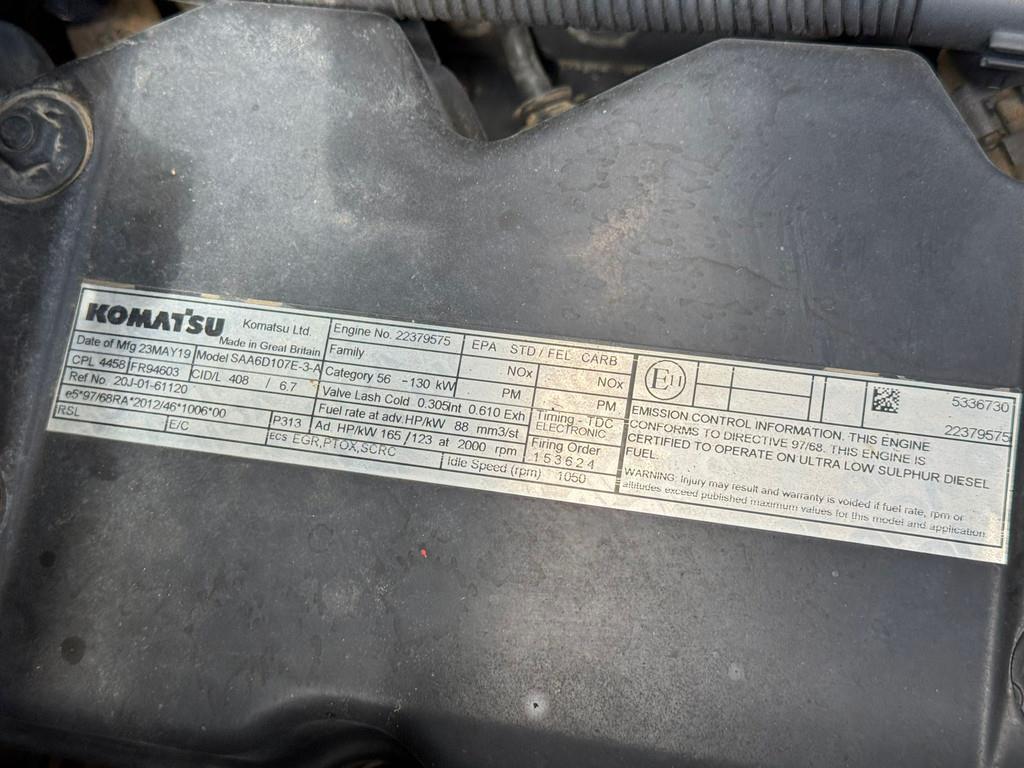 KOMATSU Komatsu Ltd.
Made in Great Britain
Date of Mfg 23MAY19 Model SAA6D107E-3-A
CPL 4458 FR94603 CID/L 408 / 6.7
Ref No. 20J-01-61120
e5*97/68RA*2012/46*1006*00
RSL E/C P313
Engine No. 22379575
Family
Category 56 -130 kW
Valve Lash Cold 0.305Int 0.610 Exh
Fuel rate at adv.HP/kW 88 mm3/st
Ad. HP/kW 165 / 123 at 2000 rpm
ECS EGR,PTOX,SCRC
Idle Speed (rpm) 1050
EPA STD / FEL CARB
NOx NOx
PM PM
Timing - TDC
ELECTRONIC
Firing Order
1 5 3 6 2 4
E11
5336730
22379575
EMISSION CONTROL INFORMATION. THIS ENGINE
CONFORMS TO DIRECTIVE 97/68. THIS ENGINE IS
CERTIFIED TO OPERATE ON ULTRA LOW SULPHUR DIESEL
FUEL.
WARNING: Injury may result and warranty is voided if fuel rate, rpm or
altitudes exceed published maximum values for this model and application.